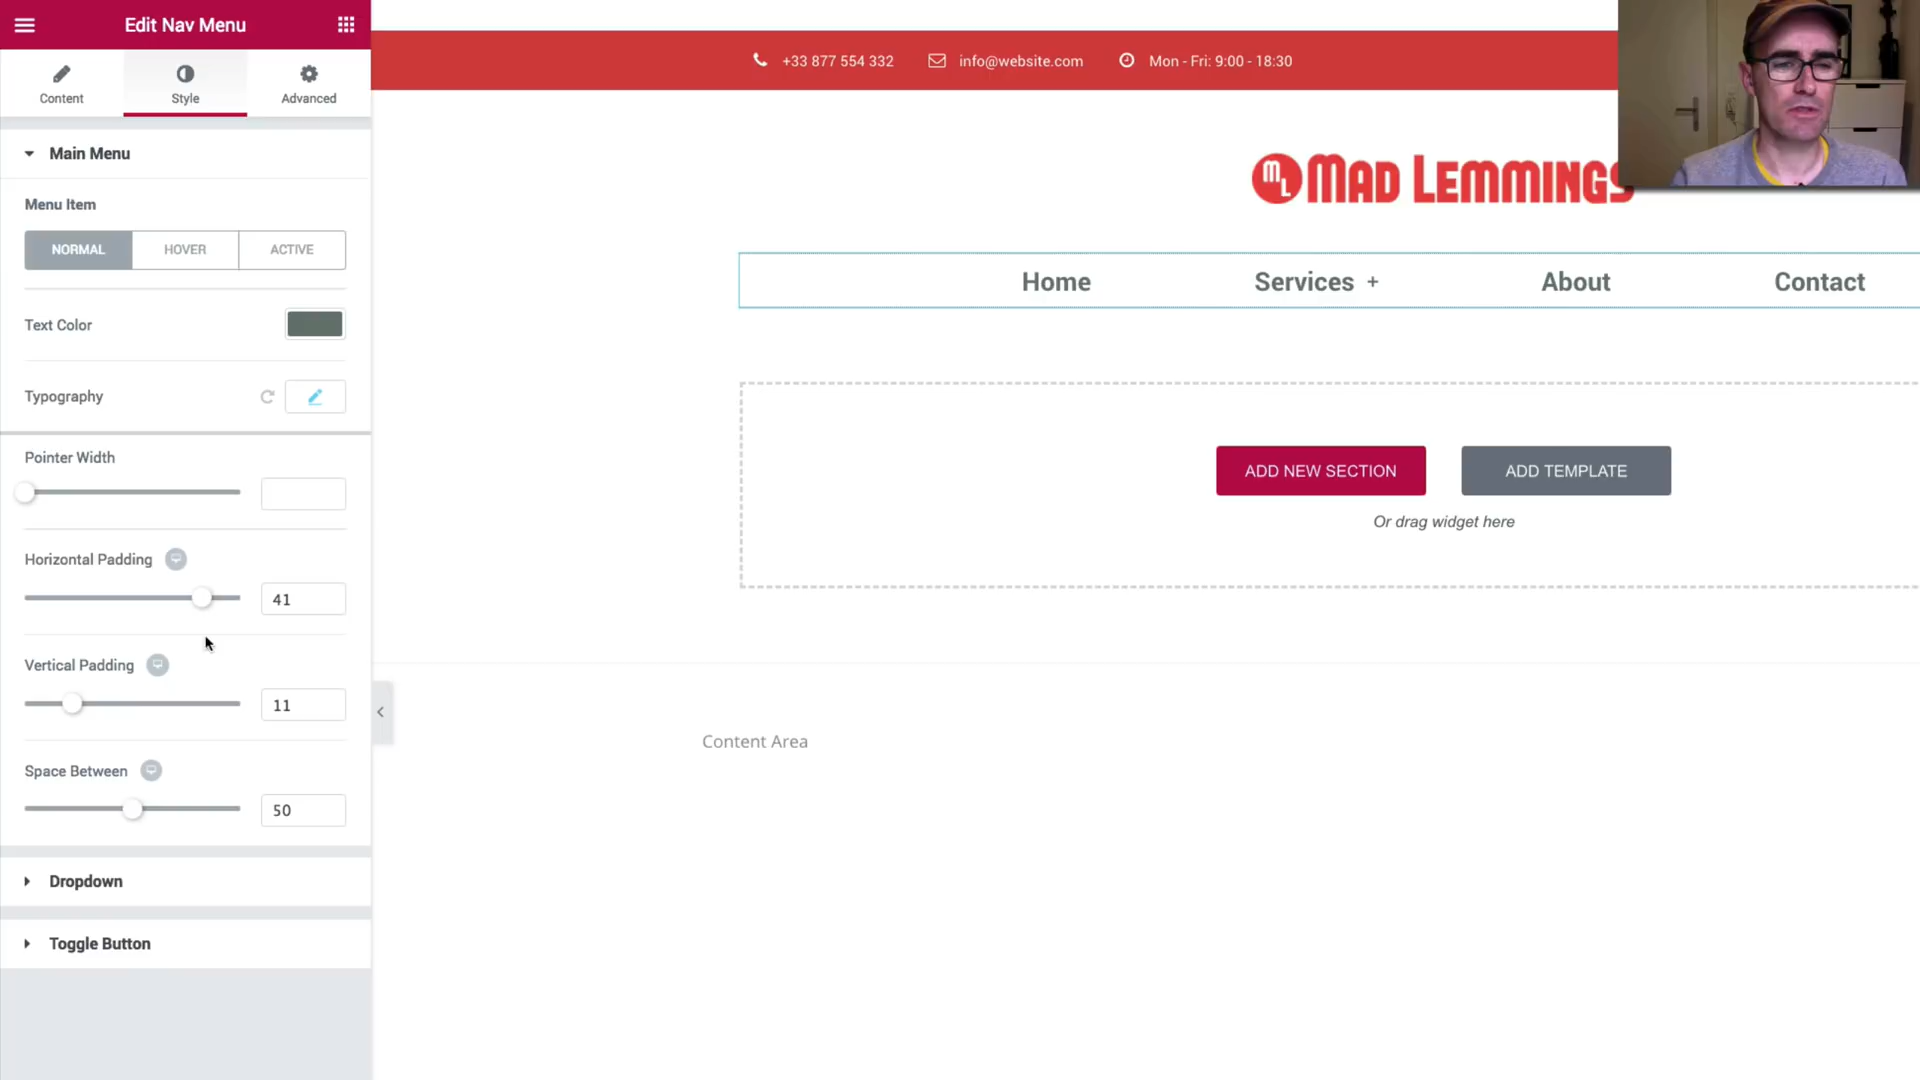 Edit Nav Menu
Content
Style
Advanced
Main Menu
Menu Item
NORMAL
HOVER
ACTIVE
Text Color
Typography
Pointer Width
Horizontal Padding
41
Vertical Padding
11
Space Between
50
Dropdown
Toggle Button
+33 877 554 332
info@website.com
Mon - Fri: 9:00 - 18:30
ML MAD LEMMINGS
Home
Services +
About
Contact
ADD NEW SECTION
ADD TEMPLATE
Or drag widget here
Content Area